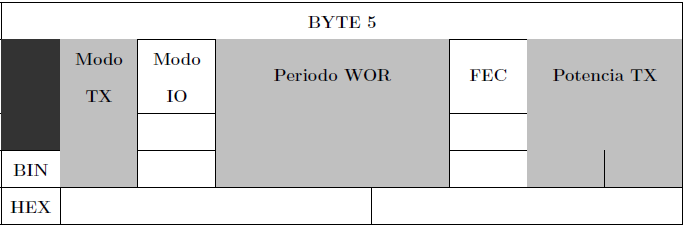 BYTE 5
Modo TX
Modo IO
Periodo WOR
FEC
Potencia TX
BIN
HEX